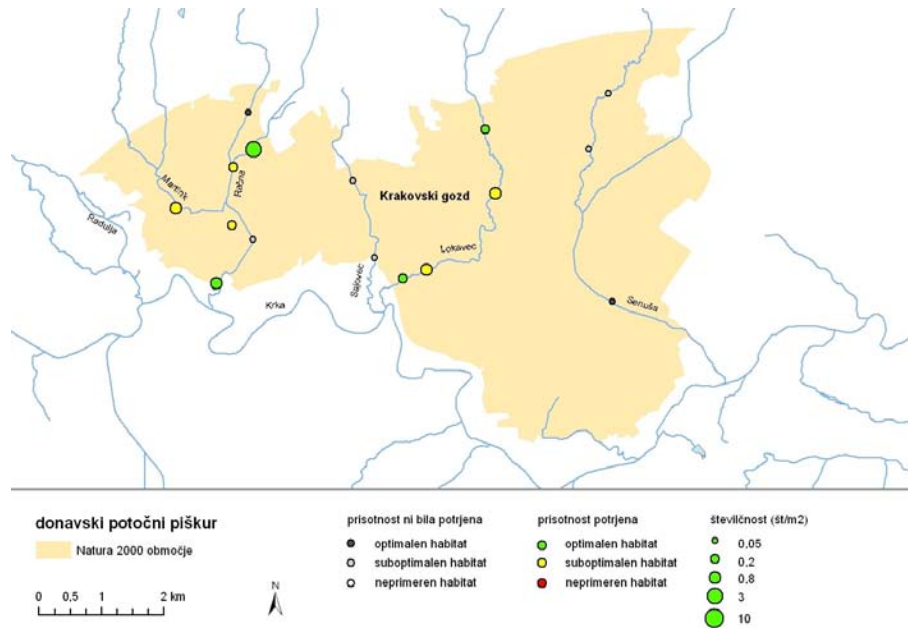 Martink
Račna
Radulja
Krakovski gozd
Lokavec
Sajovec
Krka
Senuša
donavski potočni piškur
Natura 2000 območje
0 0,5 1 2 km
N
prisotnost ni bila potrjena
optimalen habitat
suboptimalen habitat
neprimeren habitat
prisotnost potrjena
optimalen habitat
suboptimalen habitat
neprimeren habitat
številčnost (št/m2)
0,05
0,2
0,8
3
10